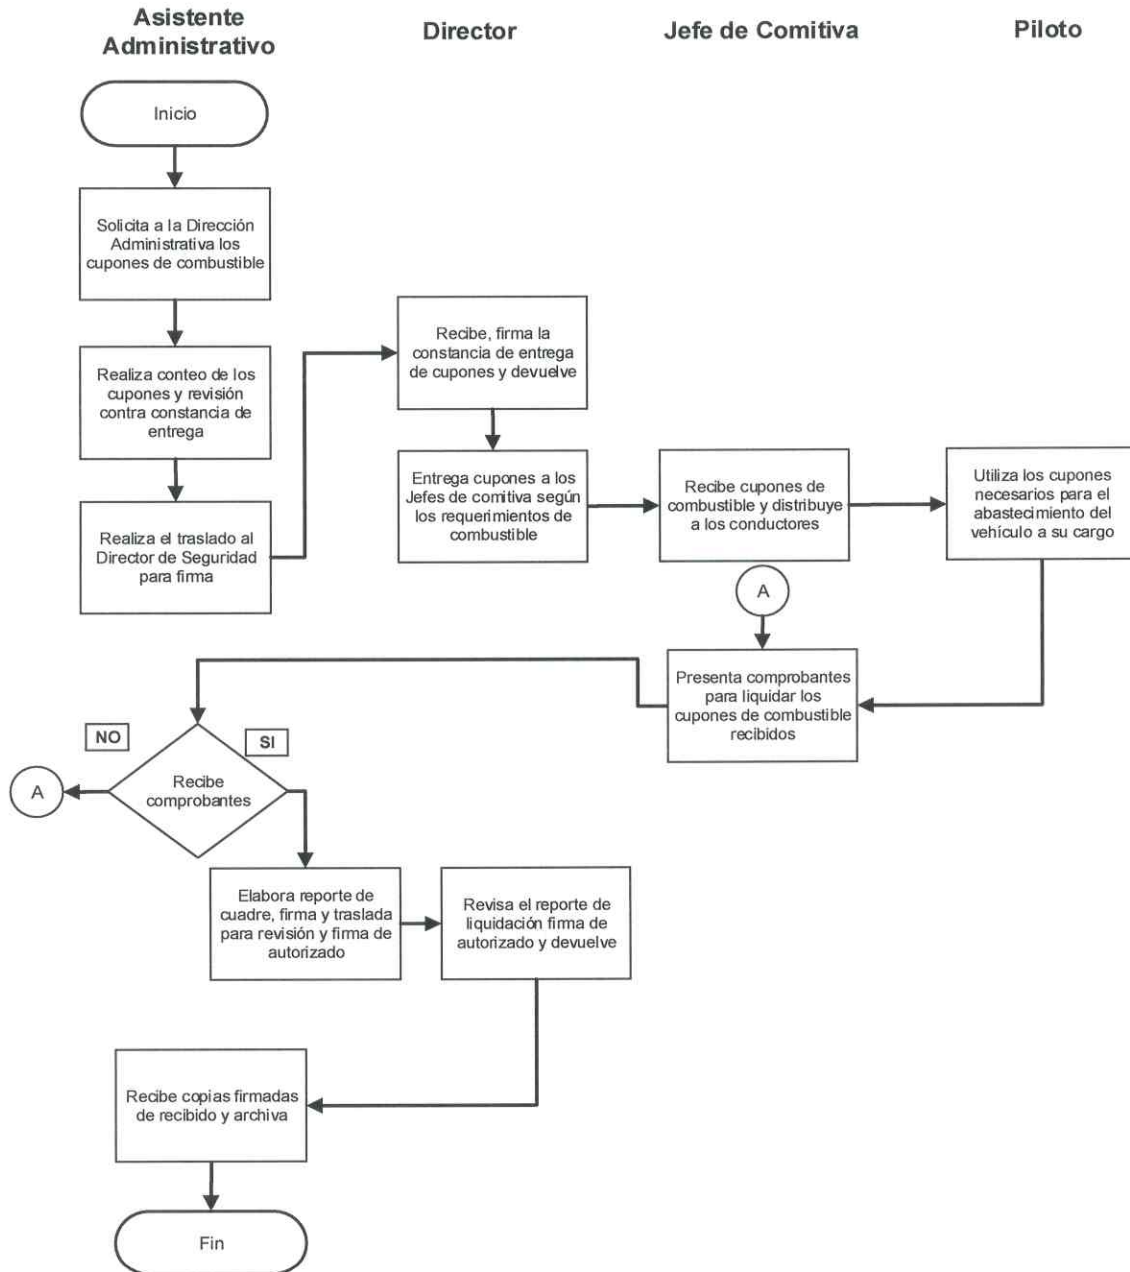 Asistente
Administrativo
Director
Jefe de Comitiva
Piloto
Inicio
Solicita a la Dirección
Administrativa los
cupones de combustible
Realiza conteo de los
cupones y revisión
contra constancia de
entrega
Realiza el traslado al
Director de Seguridad
para firma
Recibe, firma la
constancia de entrega
de cupones y devuelve
Entrega cupones a los
Jefes de comitiva según
los requerimientos de
combustible
Recibe cupones de
combustible y distribuye
a los conductores
Utiliza los cupones
necesarios para el
abastecimiento del
vehículo a su cargo
A
Presenta comprobantes
para liquidar los
cupones de combustible
recibidos
NO
SI
Recibe
comprobantes
A
Elabora reporte de
cuadre, firma y traslada
para revisión y firma de
autorizado
Revisa el reporte de
liquidación firma de
autorizado y devuelve
Recibe copias firmadas
de recibido y archiva
Fin